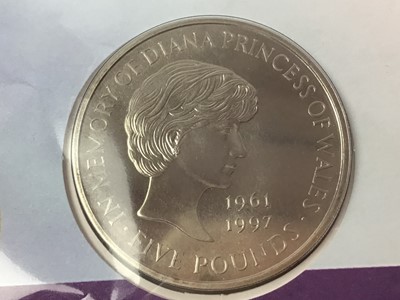 IN MEMORY OF DIANA PRINCESS OF WALES
1961
1997
· FIVE POUNDS ·